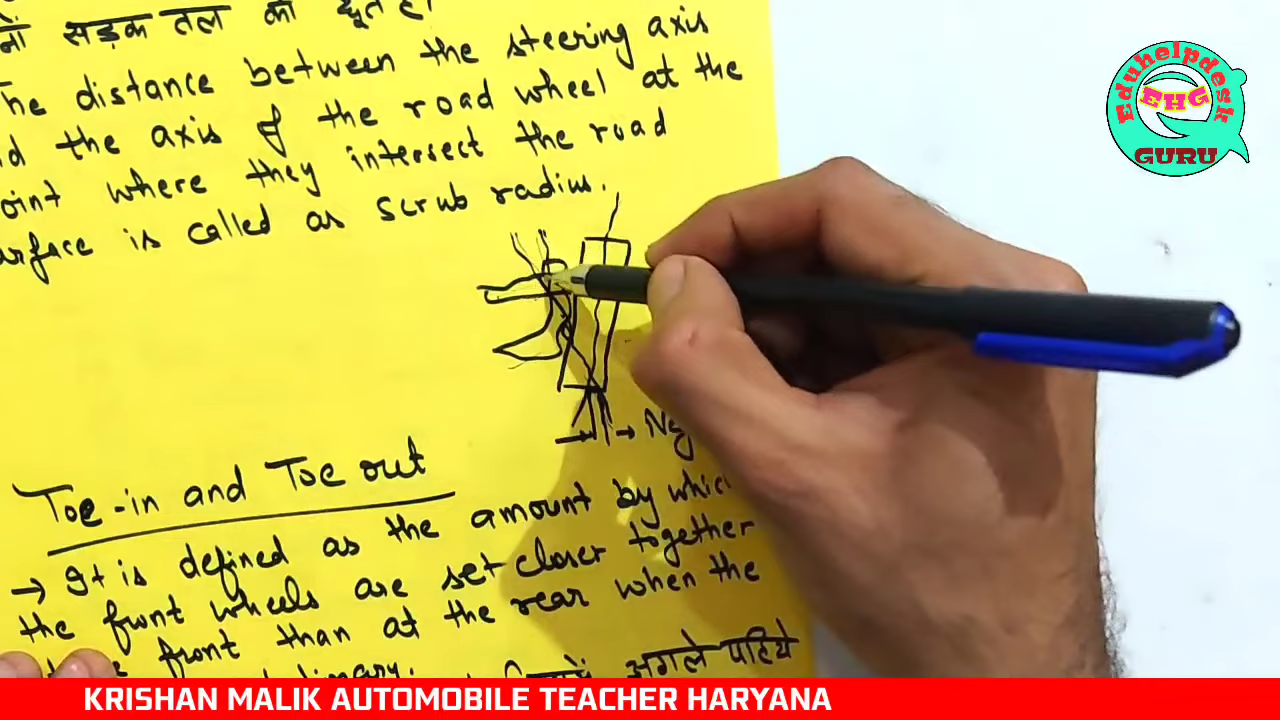 सड़क तल को छूते है।
The distance between the steering axis
the axis of the road wheel at the
where they intersect the road
is called as scrub radius.
Toe-in and Toe out
→ It is defined as the amount by which
the front wheels are set closer together
front than at the rear when the
अगले पहिये
Eduhelpdesk
EHG
GURU
KRISHAN MALIK AUTOMOBILE TEACHER HARYANA